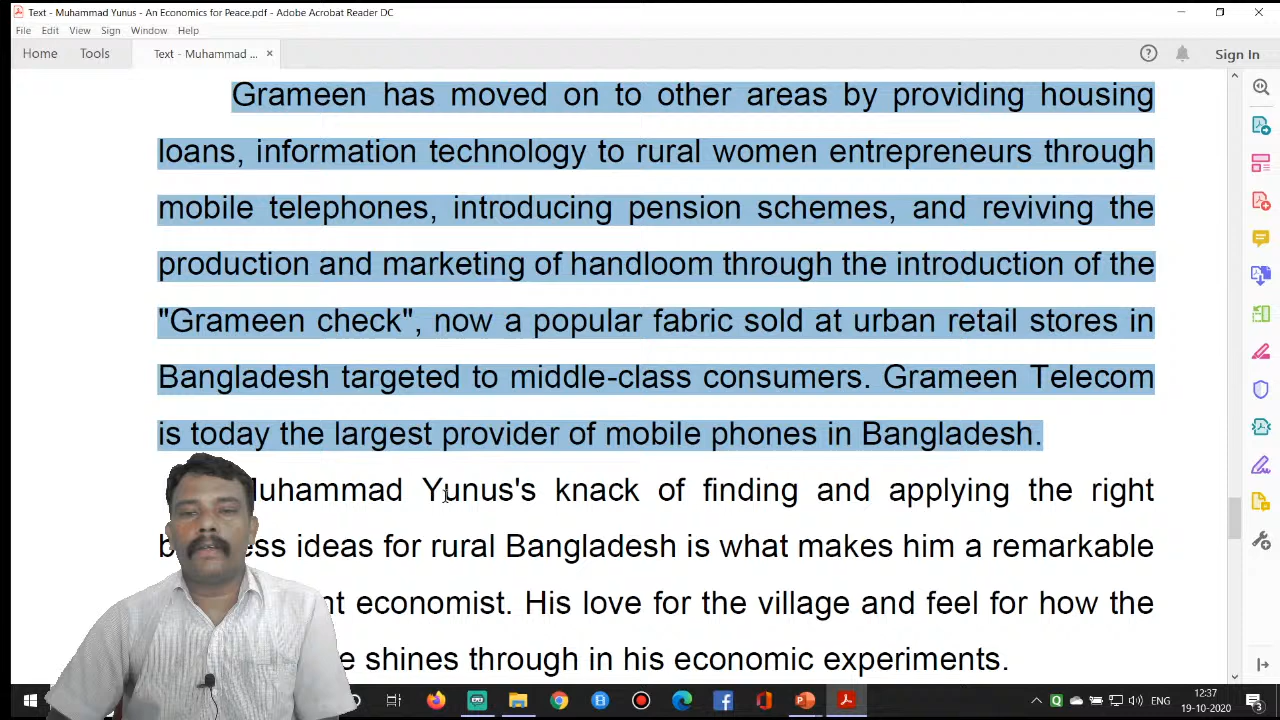 Text - Muhammad Yunus - An Economics for Peace.pdf - Adobe Acrobat Reader DC
File Edit View Sign Window Help
Home Tools Text - Muhammad ... × Sign In
Grameen has moved on to other areas by providing housing
loans, information technology to rural women entrepreneurs through
mobile telephones, introducing pension schemes, and reviving the
production and marketing of handloom through the introduction of the
"Grameen check", now a popular fabric sold at urban retail stores in
Bangladesh targeted to middle-class consumers. Grameen Telecom
is today the largest provider of mobile phones in Bangladesh.
uhammad Yunus's knack of finding and applying the right
ess ideas for rural Bangladesh is what makes him a remarkable
nt economist. His love for the village and feel for how the
e shines through in his economic experiments.
ENG 12:37
19-10-2020 3